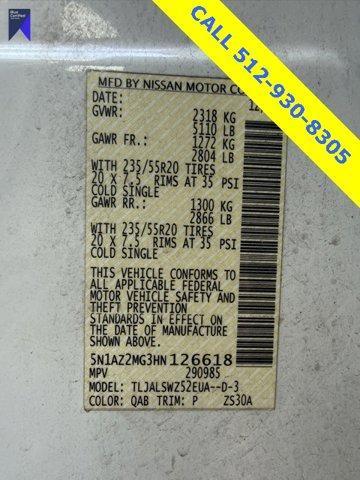 Blue
Certified
CALL 512-930-8305
MFD BY NISSAN MOTOR CO
DATE:
GVWR: 2318 KG
5110 LB
GAWR FR.: 1272 KG
2804 LB
WITH 235/55R20 TIRES
20 X 7.5 RIMS AT 35 PSI
COLD SINGLE
GAWR RR.: 1300 KG
2866 LB
WITH 235/55R20 TIRES
20 X 7.5 RIMS AT 35 PSI
COLD SINGLE
THIS VEHICLE CONFORMS TO
ALL APPLICABLE FEDERAL
MOTOR VEHICLE SAFETY AND
THEFT PREVENTION
STANDARDS IN EFFECT ON
THE DATE OF MANUFACTURE
SHOWN ABOVE.
5N1AZ2MG3HN126618
MPV 290985
MODEL: TLJALSWZ52EUA--D-3
COLOR: QAB TRIM: P ZS30A